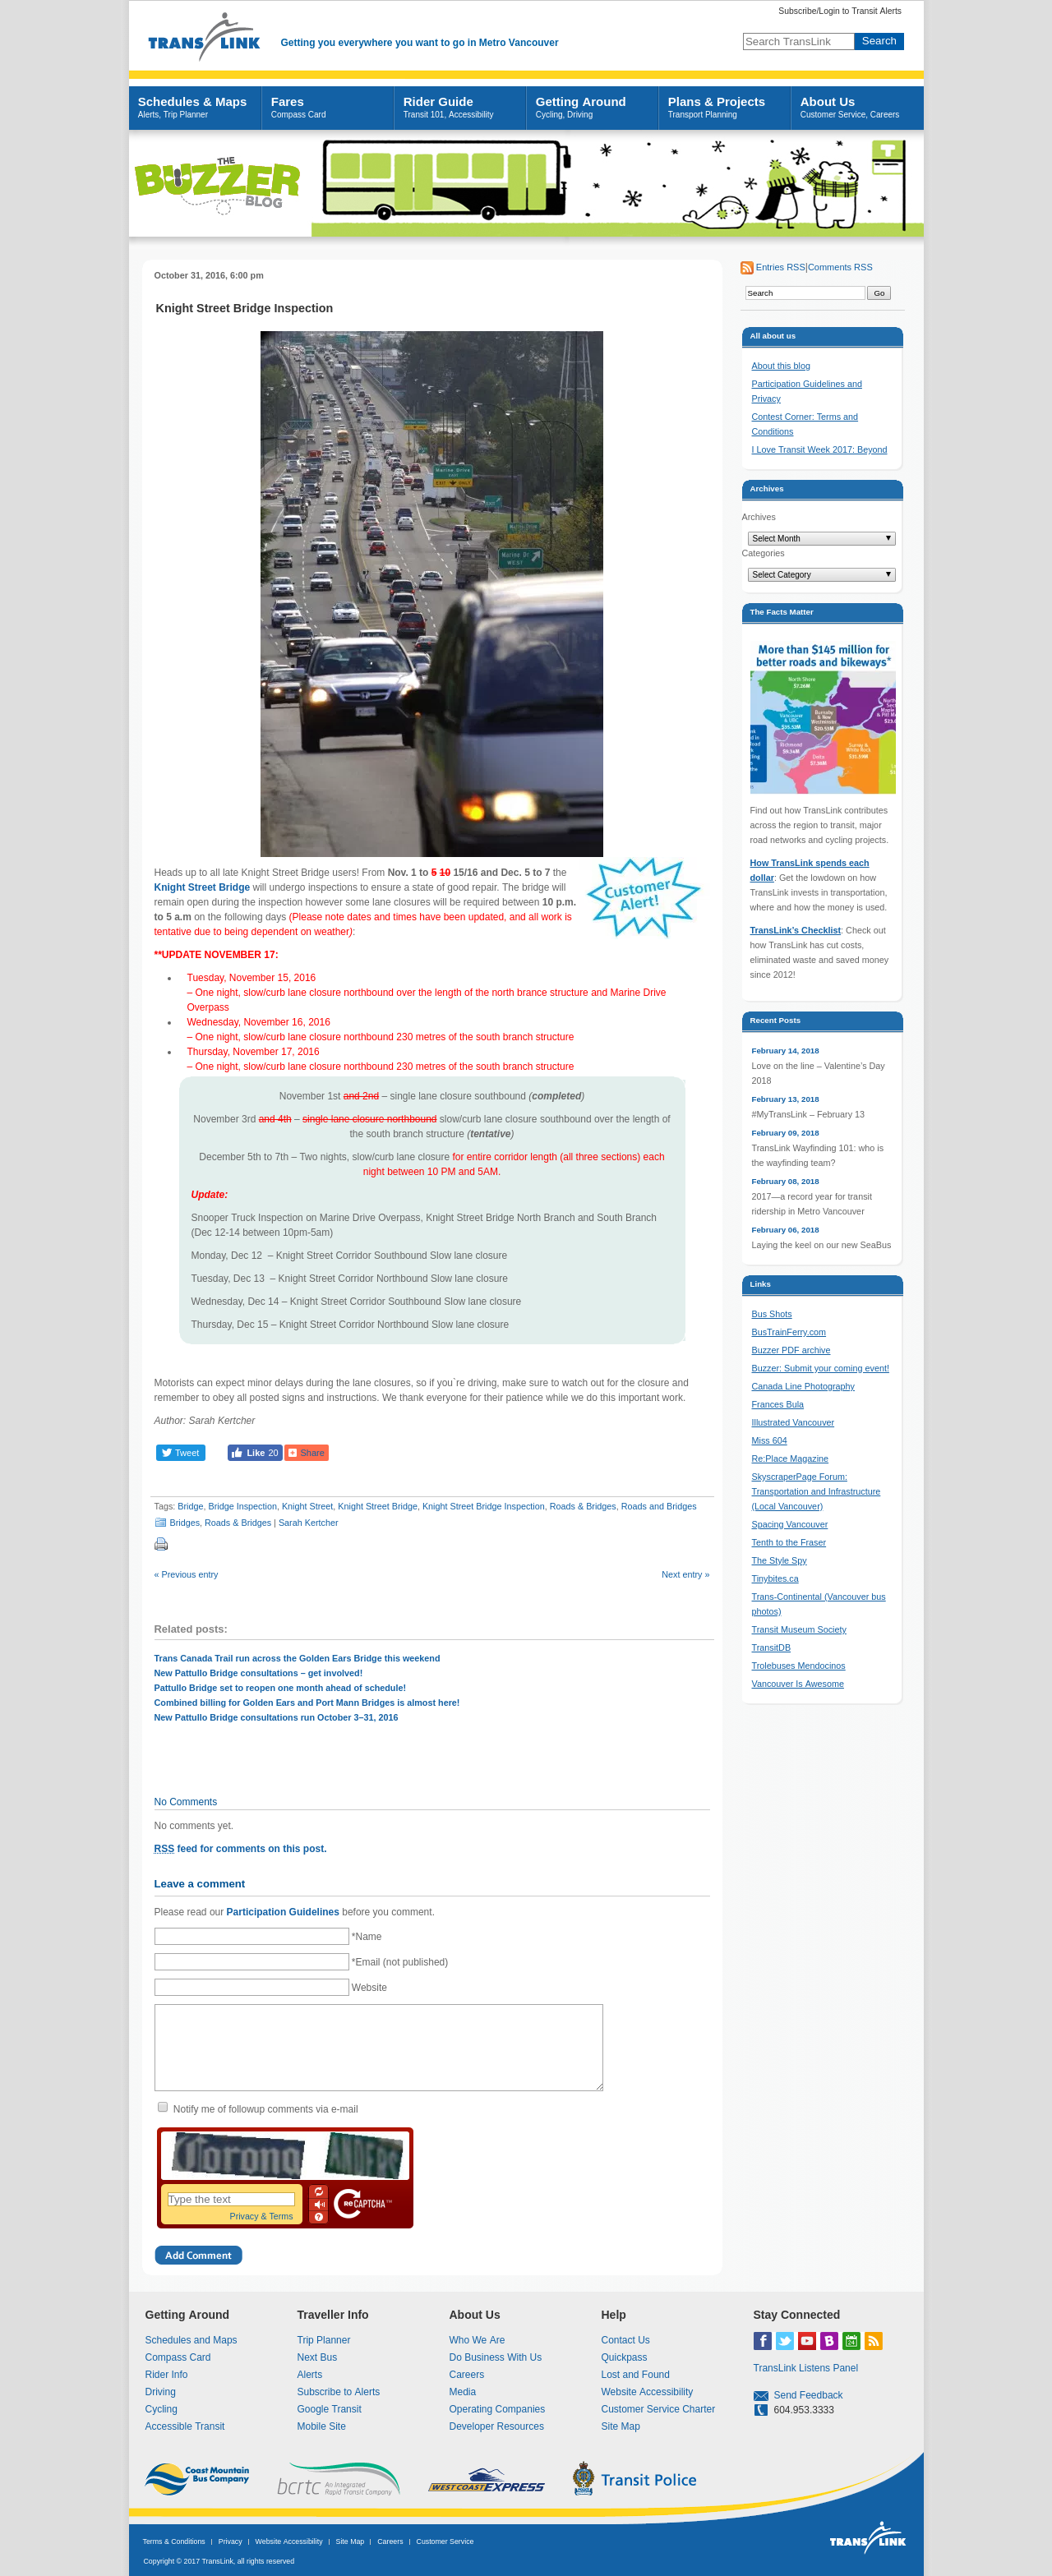 Subscribe/Login to Transit Alerts
TRANS LINK
Getting you everywhere you want to go in Metro Vancouver
Search TransLink
Search
Schedules & Maps
Alerts, Trip Planner
Fares
Compass Card
Rider Guide
Transit 101, Accessibility
Getting Around
Cycling, Driving
Plans & Projects
Transport Planning
About Us
Customer Service, Careers
THE
BUZZER
BLOG
T
October 31, 2016, 6:00 pm
Knight Street Bridge Inspection
Marine Drive
EXIT ONLY
Marine Dr
WEST
Customer Alert!
Heads up to all late Knight Street Bridge users! From Nov. 1 to 5 10 15/16 and Dec. 5 to 7 the
Knight Street Bridge will undergo inspections to ensure a state of good repair. The bridge will
remain open during the inspection however some lane closures will be required between 10 p.m.
to 5 a.m on the following days (Please note dates and times have been updated, and all work is
tentative due to being dependent on weather):
**UPDATE NOVEMBER 17:
Tuesday, November 15, 2016
– One night, slow/curb lane closure northbound over the length of the north brance structure and Marine Drive
Overpass
Wednesday, November 16, 2016
– One night, slow/curb lane closure northbound 230 metres of the south branch structure
Thursday, November 17, 2016
– One night, slow/curb lane closure northbound 230 metres of the south branch structure
November 1st and 2nd – single lane closure southbound (completed)
November 3rd and 4th – single lane closure northbound slow/curb lane closure southbound over the length of
the south branch structure (tentative)
December 5th to 7th – Two nights, slow/curb lane closure for entire corridor length (all three sections) each
night between 10 PM and 5AM.
Update:
Snooper Truck Inspection on Marine Drive Overpass, Knight Street Bridge North Branch and South Branch
(Dec 12-14 between 10pm-5am)
Monday, Dec 12 – Knight Street Corridor Southbound Slow lane closure
Tuesday, Dec 13 – Knight Street Corridor Northbound Slow lane closure
Wednesday, Dec 14 – Knight Street Corridor Southbound Slow lane closure
Thursday, Dec 15 – Knight Street Corridor Northbound Slow lane closure
Motorists can expect minor delays during the lane closures, so if you`re driving, make sure to watch out for the closure and
remember to obey all posted signs and instructions. We thank everyone for their patience while we do this important work.
Author: Sarah Kertcher
Tweet
Like 20
Share
Tags: Bridge, Bridge Inspection, Knight Street, Knight Street Bridge, Knight Street Bridge Inspection, Roads & Bridges, Roads and Bridges
Bridges, Roads & Bridges | Sarah Kertcher
« Previous entry
Next entry »
Related posts:
Trans Canada Trail run across the Golden Ears Bridge this weekend
New Pattullo Bridge consultations – get involved!
Pattullo Bridge set to reopen one month ahead of schedule!
Combined billing for Golden Ears and Port Mann Bridges is almost here!
New Pattullo Bridge consultations run October 3–31, 2016
No Comments
No comments yet.
RSS feed for comments on this post.
Leave a comment
Please read our Participation Guidelines before you comment.
*Name
*Email (not published)
Website
Notify me of followup comments via e-mail
Corona
Type the text
Privacy & Terms
reCAPTCHA™
Add Comment
Entries RSS|Comments RSS
Search
Go
All about us
About this blog
Participation Guidelines and
Privacy
Contest Corner: Terms and
Conditions
I Love Transit Week 2017: Beyond
Archives
Archives
Select Month
Categories
Select Category
The Facts Matter
More than $145 million for
better roads and bikeways*
North Shore
$7.26M
Vancouver & UBC
Burnaby & New Westminster
Richmond
Delta
Surrey & White Rock
Find out how TransLink contributes
across the region to transit, major
road networks and cycling projects.
How TransLink spends each
dollar: Get the lowdown on how
TransLink invests in transportation,
where and how the money is used.
TransLink's Checklist: Check out
how TransLink has cut costs,
eliminated waste and saved money
since 2012!
Recent Posts
February 14, 2018
Love on the line – Valentine's Day
2018
February 13, 2018
#MyTransLink – February 13
February 09, 2018
TransLink Wayfinding 101: who is
the wayfinding team?
February 08, 2018
2017—a record year for transit
ridership in Metro Vancouver
February 06, 2018
Laying the keel on our new SeaBus
Links
Bus Shots
BusTrainFerry.com
Buzzer PDF archive
Buzzer: Submit your coming event!
Canada Line Photography
Frances Bula
Illustrated Vancouver
Miss 604
Re:Place Magazine
SkyscraperPage Forum:
Transportation and Infrastructure
(Local Vancouver)
Spacing Vancouver
Tenth to the Fraser
The Style Spy
Tinybites.ca
Trans-Continental (Vancouver bus
photos)
Transit Museum Society
TransitDB
Trolebuses Mendocinos
Vancouver Is Awesome
Getting Around
Schedules and Maps
Compass Card
Rider Info
Driving
Cycling
Accessible Transit
Traveller Info
Trip Planner
Next Bus
Alerts
Subscribe to Alerts
Google Transit
Mobile Site
About Us
Who We Are
Do Business With Us
Careers
Media
Operating Companies
Developer Resources
Help
Contact Us
Quickpass
Lost and Found
Website Accessibility
Customer Service Charter
Site Map
Stay Connected
TransLink Listens Panel
Send Feedback
604.953.3333
Coast Mountain
Bus Company
bcrtc An Integrated
Rapid Transit Company
WEST COAST EXPRESS
Transit Police
Terms & Conditions | Privacy | Website Accessibility | Site Map | Careers | Customer Service
TRANS LINK
Copyright © 2017 TransLink, all rights reserved